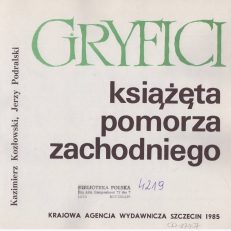 GRYFICI
książęta
pomorza
zachodniego
Kazimierz Kozłowski, Jerzy Podralski
BIBLIOTEKA POLSKA
4219
KRAJOWA AGENCJA WYDAWNICZA SZCZECIN 1985